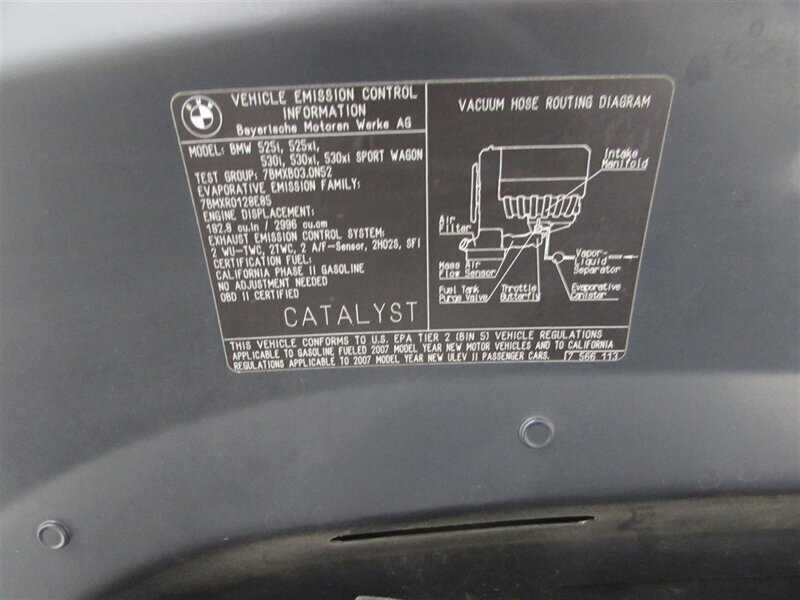 BMW
VEHICLE EMISSION CONTROL
INFORMATION
Bayerische Motoren Werke AG
MODEL: BMW 525i, 525xi,
530i, 530xi, 530xi SPORT WAGON
TEST GROUP: 7BMXB03.0N52
EVAPORATIVE EMISSION FAMILY:
7BMXR0128E85
ENGINE DISPLACEMENT:
182.8 cu.in / 2996 cu.cm
EXHAUST EMISSION CONTROL SYSTEM:
2 WU-TWC, 2TWC, 2 A/F-Sensor, 2HO2S, SFI
CERTIFICATION FUEL:
CALIFORNIA PHASE II GASOLINE
NO ADJUSTMENT NEEDED
OBD II CERTIFIED
CATALYST
VACUUM HOSE ROUTING DIAGRAM
Intake
Manifold
Air
Filter
Mass Air
Flow Sensor
Vapor-
Liquid
Separator
Fuel Tank
Purge Valve
Throttle
Butterfly
Evaporative
Canister
THIS VEHICLE CONFORMS TO U.S. EPA TIER 2 (BIN 5) VEHICLE REGULATIONS
APPLICABLE TO GASOLINE FUELED 2007 MODEL YEAR NEW MOTOR VEHICLES AND TO CALIFORNIA
REGULATIONS APPLICABLE TO 2007 MODEL YEAR NEW ULEV II PASSENGER CARS.
7 566 113